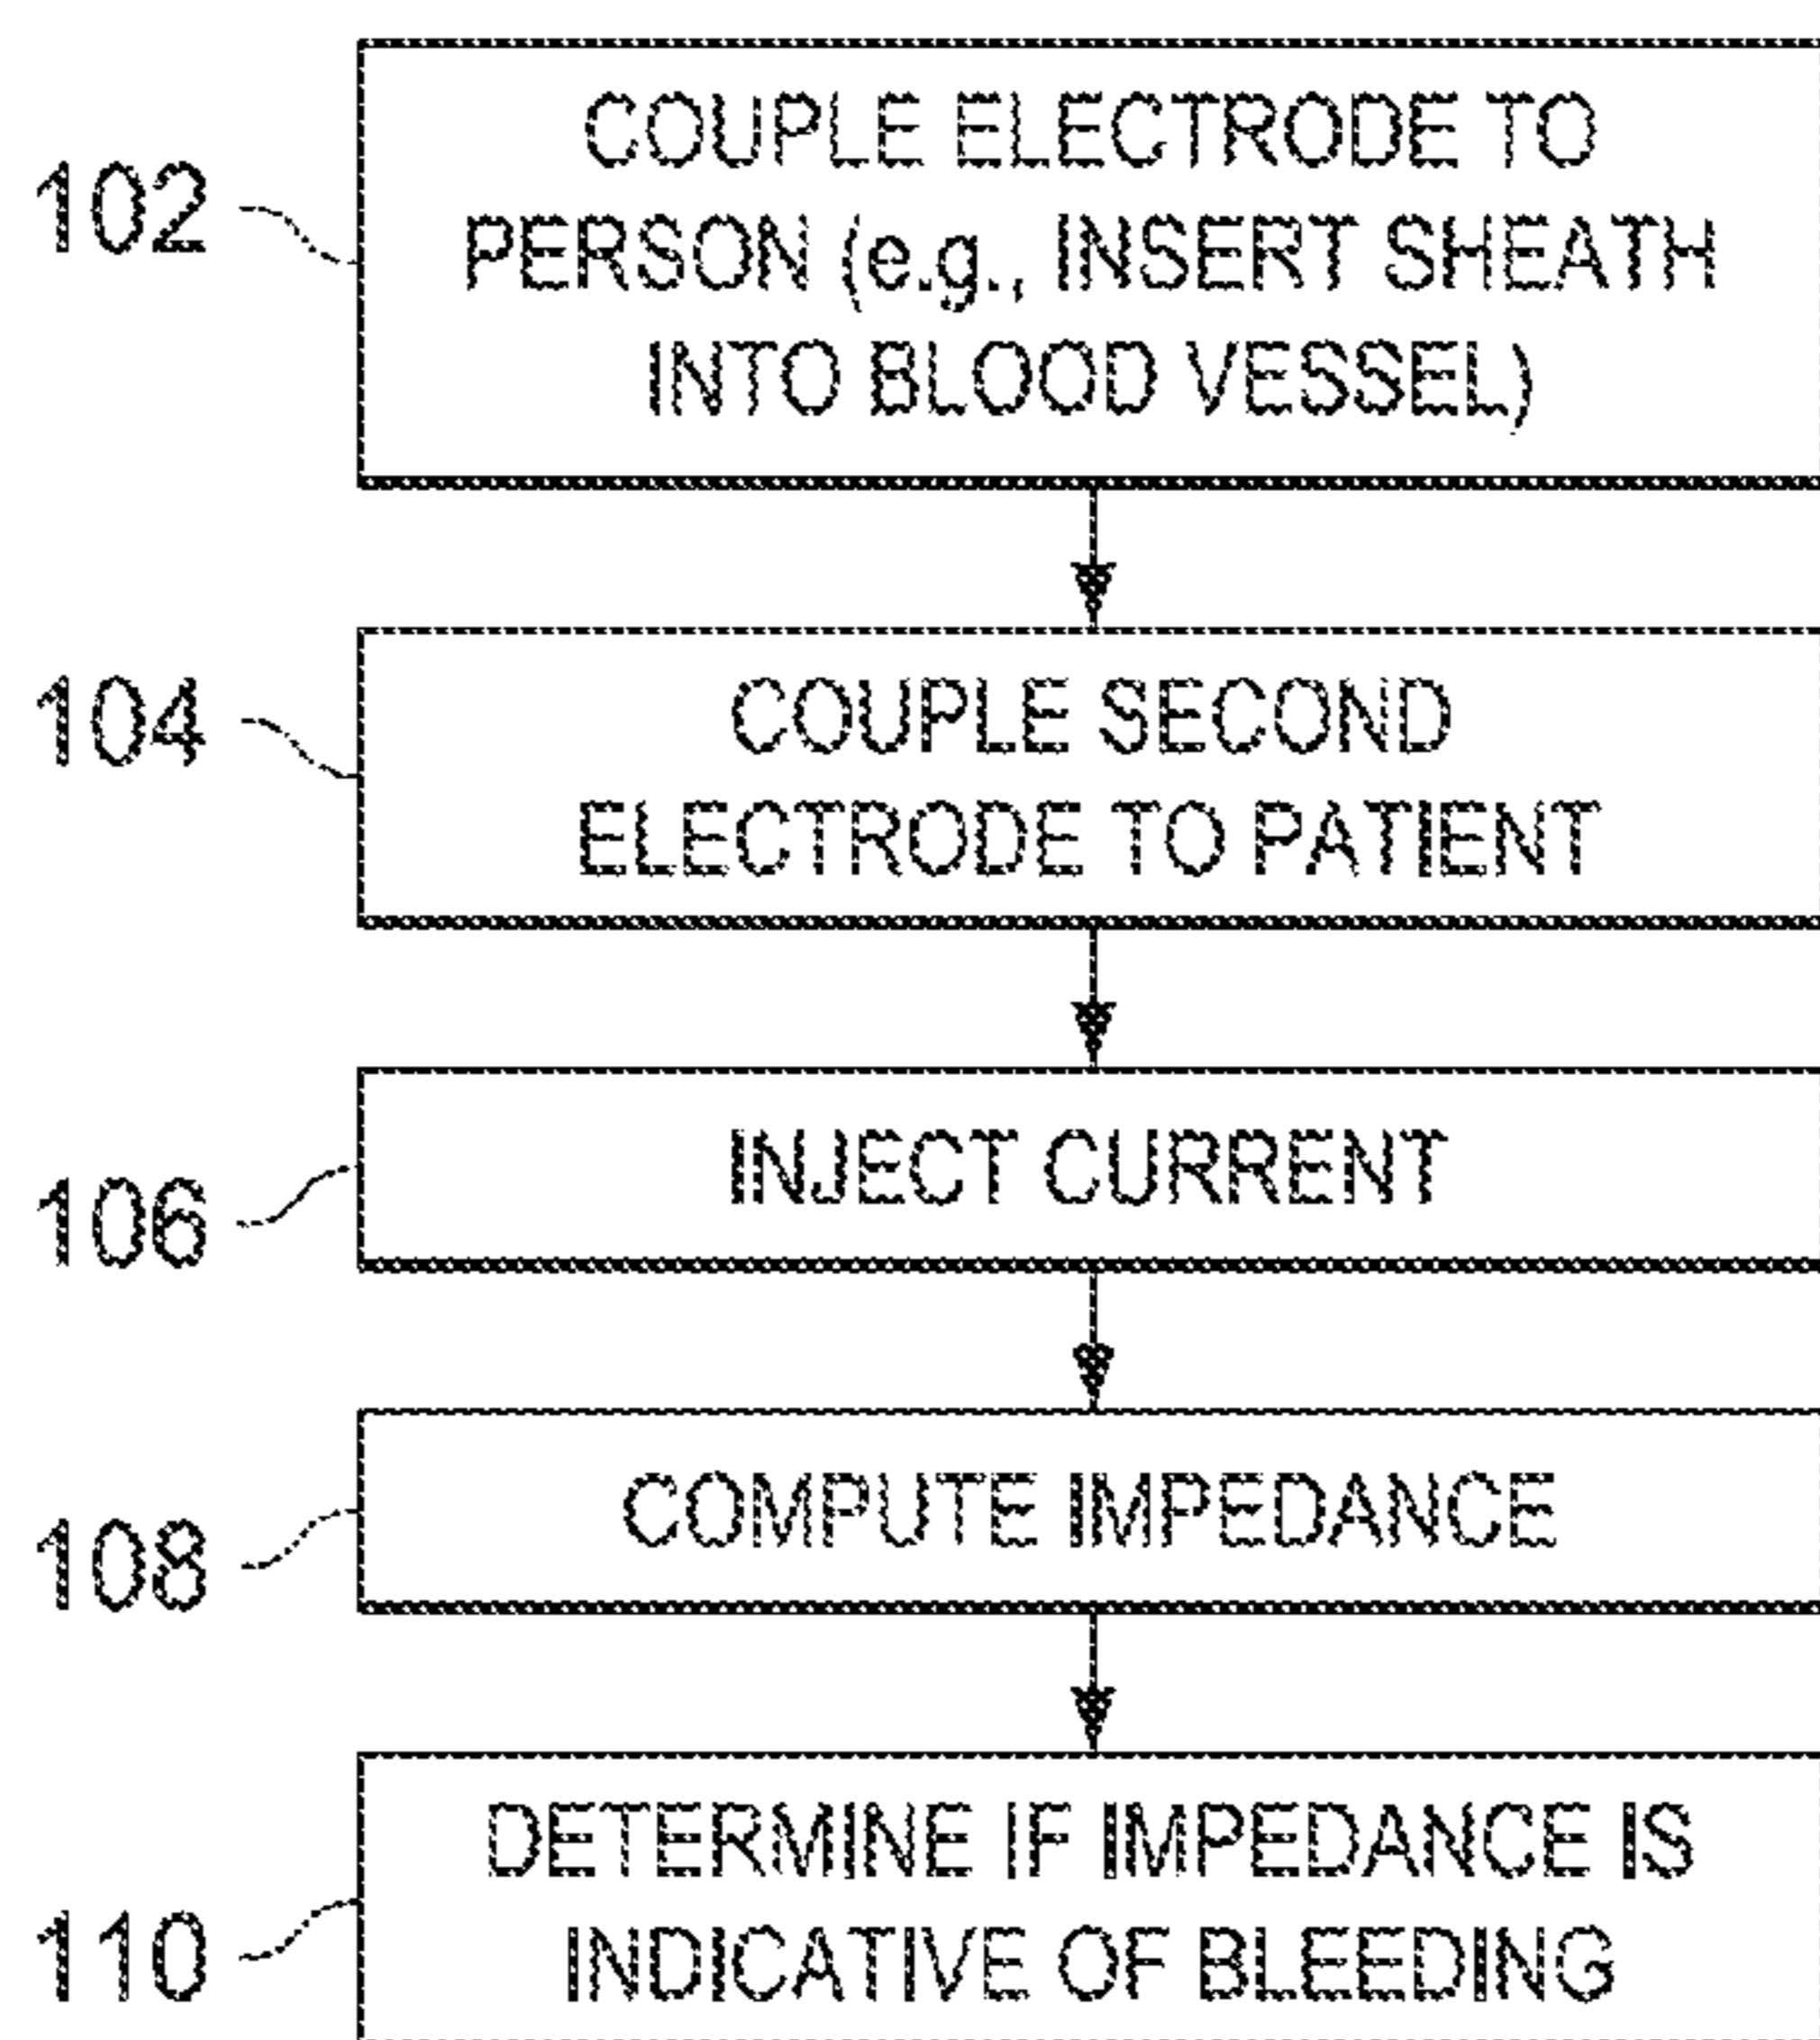 102
COUPLE ELECTRODE TO
PERSON (e.g., INSERT SHEATH
INTO BLOOD VESSEL)
104
COUPLE SECOND
ELECTRODE TO PATIENT
106
INJECT CURRENT
108
COMPUTE IMPEDANCE
110
DETERMINE IF IMPEDANCE IS
INDICATIVE OF BLEEDING